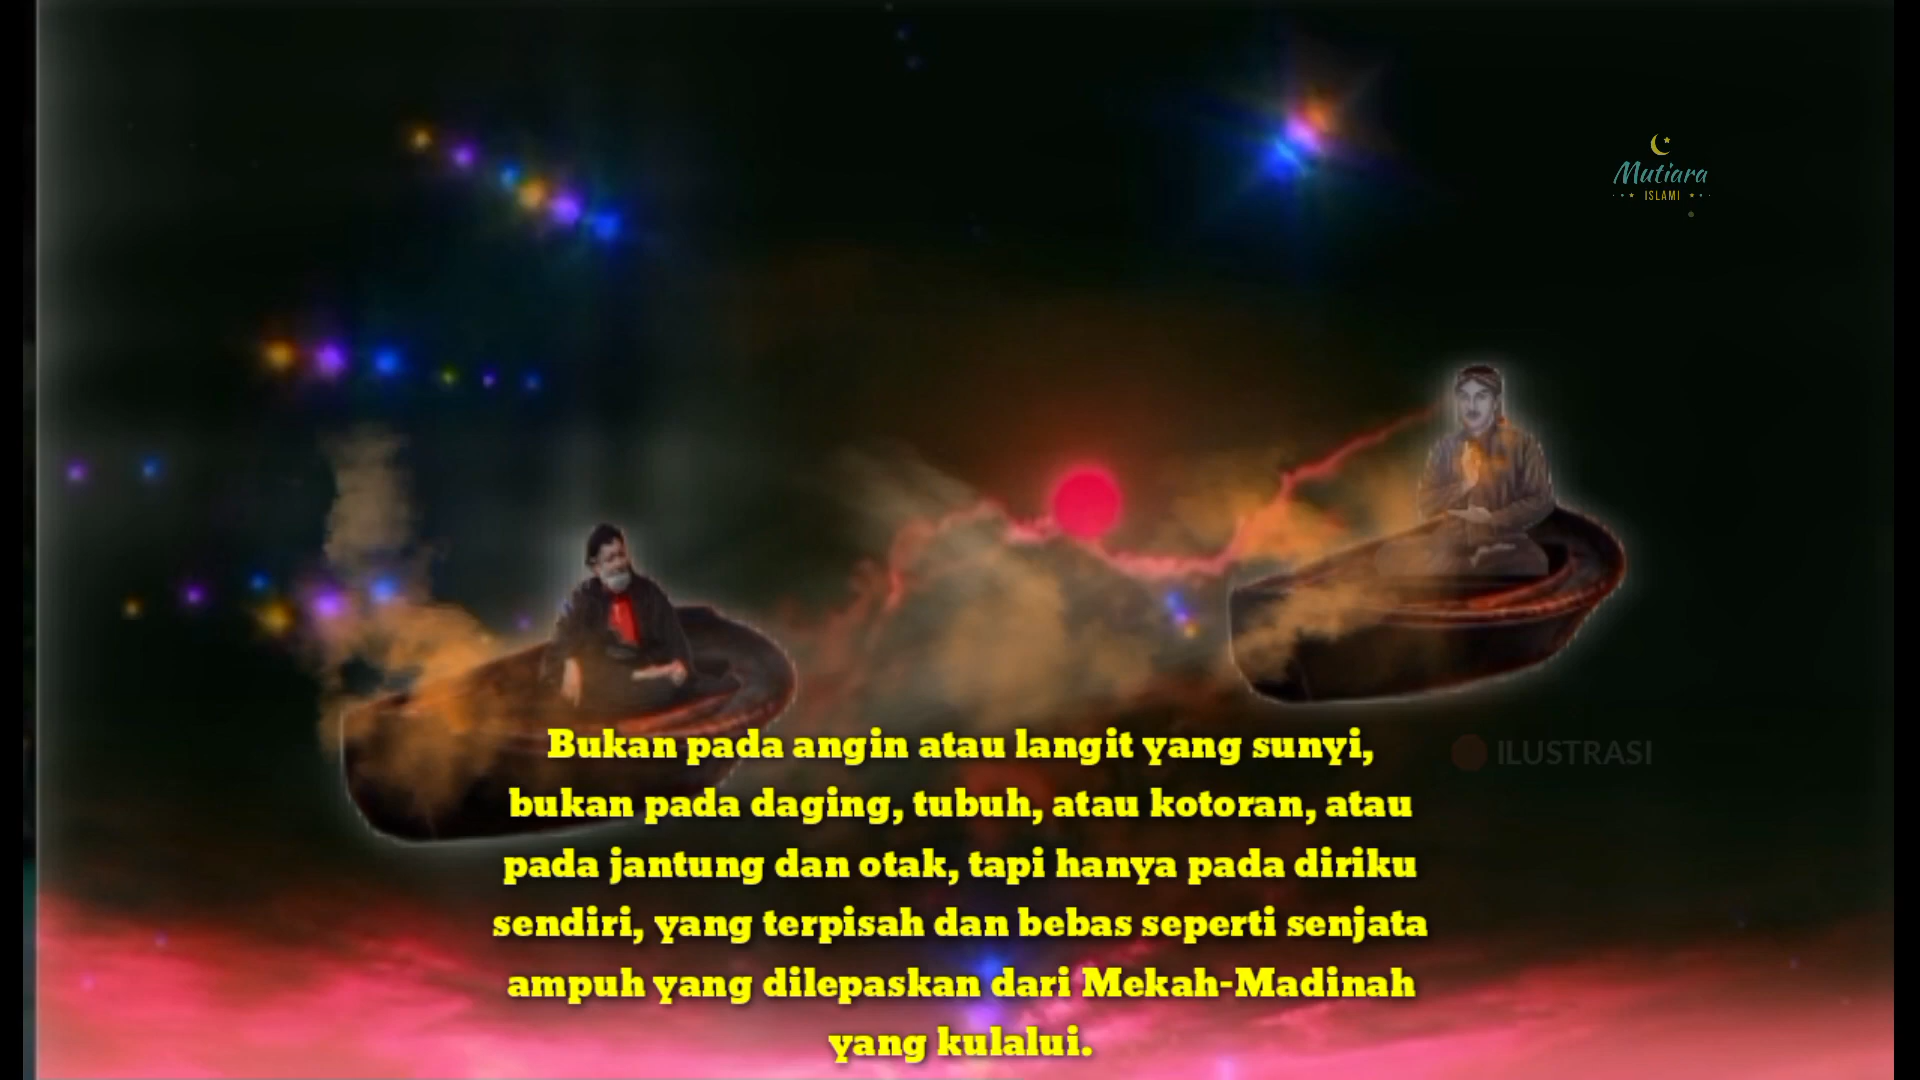 Mutiara
ISLAMI
Bukan pada angin atau langit yang sunyi,
ILUSTRASI
bukan pada daging, tubuh, atau kotoran, atau
pada jantung dan otak, tapi hanya pada diriku
sendiri, yang terpisah dan bebas seperti senjata
ampuh yang dilepaskan dari Mekah-Madinah
yang kulalui.